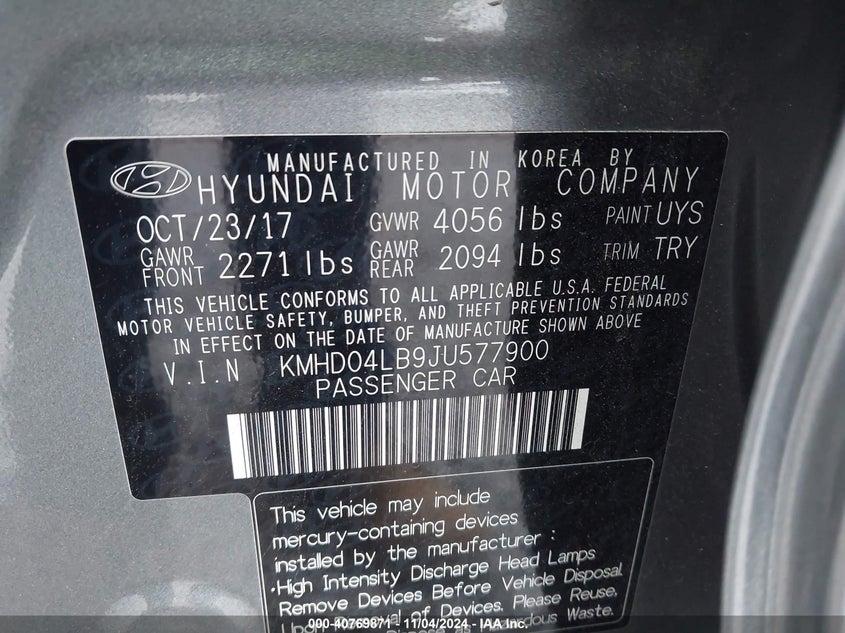 MANUFACTURED IN KOREA BY
HYUNDAI MOTOR COMPANY
OCT/23/17 GVWR 4056 lbs PAINT UYS
GAWR FRONT 2271 lbs GAWR REAR 2094 lbs TRIM TRY
THIS VEHICLE CONFORMS TO ALL APPLICABLE U.S.A. FEDERAL
MOTOR VEHICLE SAFETY, BUMPER, AND THEFT PREVENTION STANDARDS
IN EFFECT ON THE DATE OF MANUFACTURE SHOWN ABOVE
V.I.N KMHD04LB9JU577900
PASSENGER CAR
This vehicle may include
mercury-containing devices
installed by the manufacturer :
·High Intensity Discharge Head Lamps
Remove Devices Before Vehicle Disposal.
Upon Removal of Devices, Please Reuse,
as Hazardous Waste.
000-40769871 - 11/04/2024 - IAA Inc.